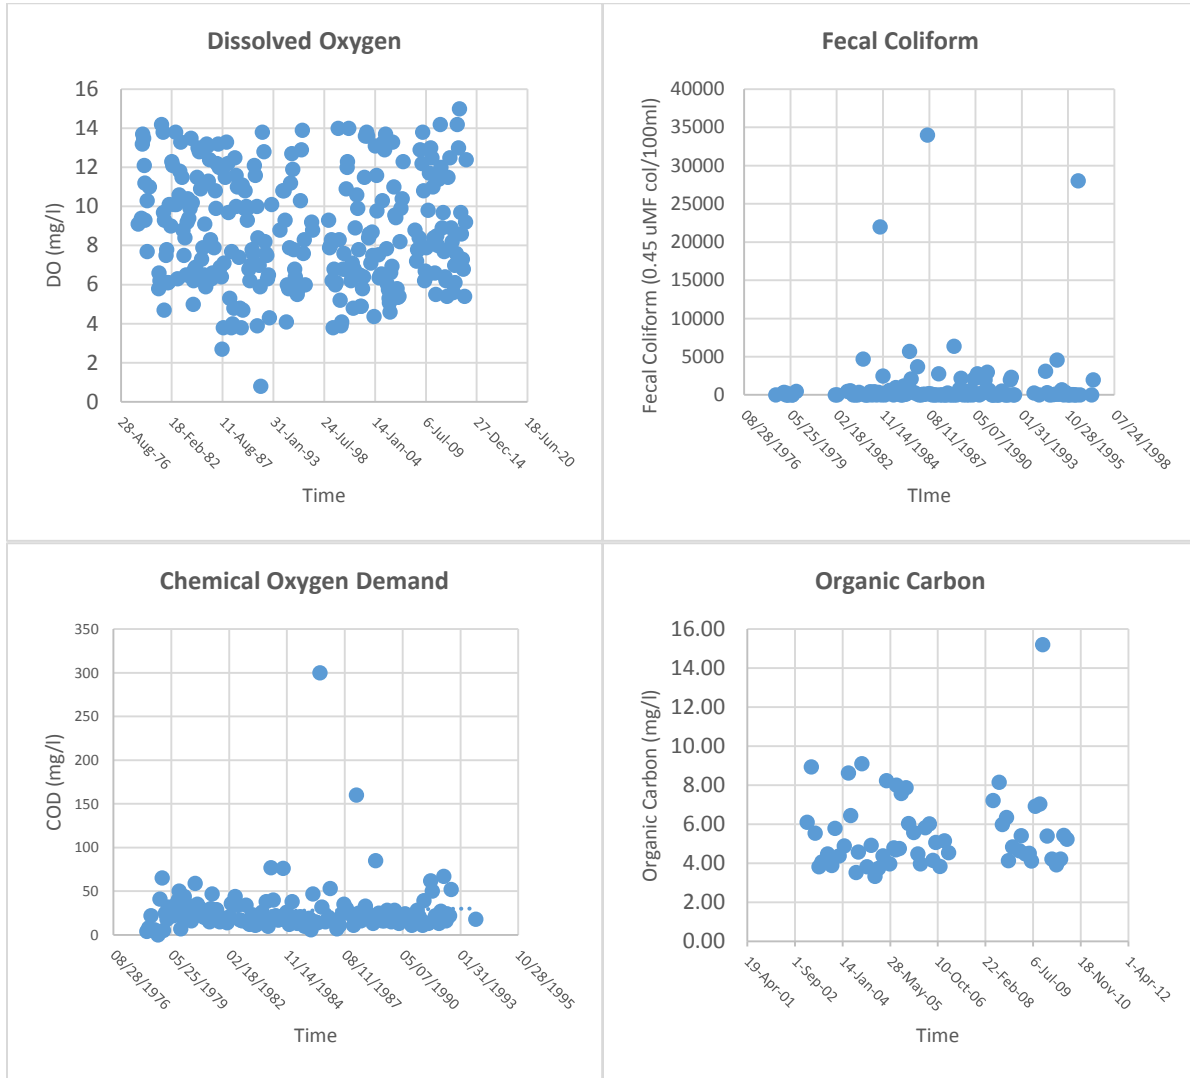 Dissolved Oxygen
DO (mg/l)
16
14
12
10
8
6
4
2
0
28-Aug-76
18-Feb-82
11-Aug-87
31-Jan-93
24-Jul-98
14-Jan-04
6-Jul-09
27-Dec-14
18-Jun-20
Time
Fecal Coliform
Fecal Coliform (0.45 uMF col/100ml)
40000
35000
30000
25000
20000
15000
10000
5000
0
08/28/1976
05/25/1979
02/18/1982
11/14/1984
08/11/1987
05/07/1990
01/31/1993
10/28/1995
07/24/1998
TIme
Chemical Oxygen Demand
COD (mg/l)
350
300
250
200
150
100
50
0
08/28/1976
05/25/1979
02/18/1982
11/14/1984
08/11/1987
05/07/1990
01/31/1993
10/28/1995
Time
Organic Carbon
Organic Carbon (mg/l)
16.00
14.00
12.00
10.00
8.00
6.00
4.00
2.00
0.00
19-Apr-01
1-Sep-02
14-Jan-04
28-May-05
10-Oct-06
22-Feb-08
6-Jul-09
18-Nov-10
1-Apr-12
Time